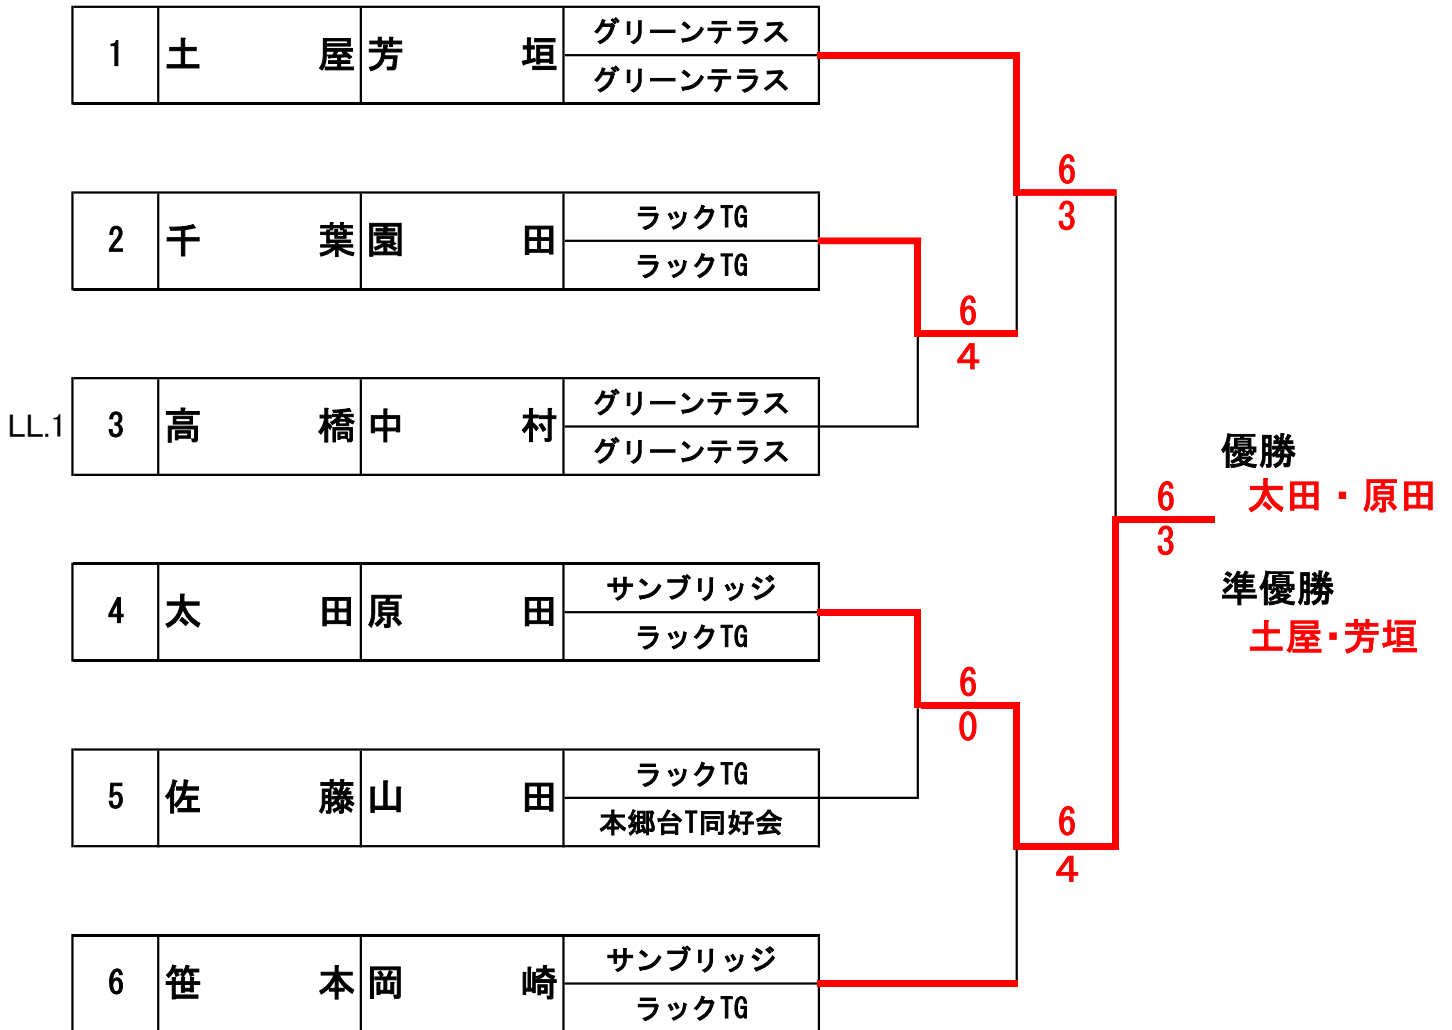 1 土屋 芳垣 グリーンテラス
グリーンテラス
6
3
2 千葉 園田 ラックTG
ラックTG
6
4
LL.1 3 高橋 中村 グリーンテラス
グリーンテラス
優勝
太田・原田
6
3
準優勝
土屋・芳垣
4 太田 原田 サンブリッジ
ラックTG
6
0
5 佐藤 山田 ラックTG
本郷台T同好会
6
4
6 笹本 岡崎 サンブリッジ
ラックTG